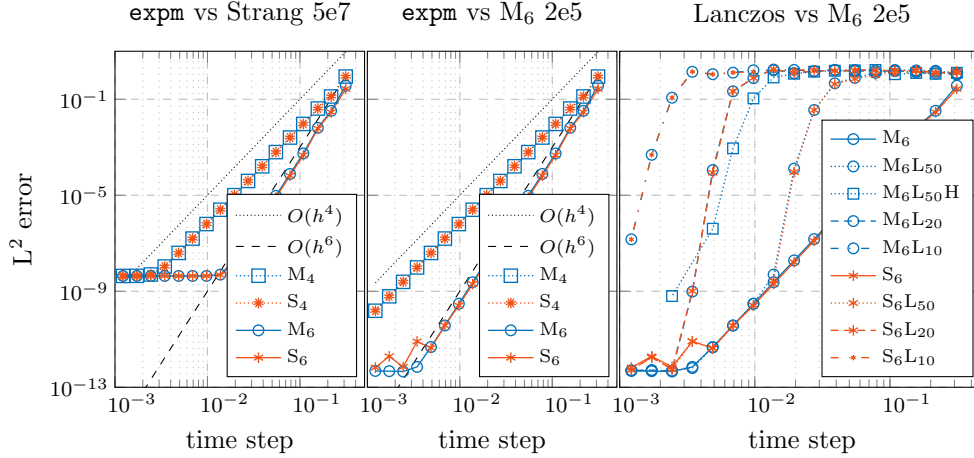 expm vs Strang 5e7
expm vs M₆ 2e5
Lanczos vs M₆ 2e5
L² error
10⁻¹
10⁻⁵
10⁻⁹
10⁻¹³
O(h⁴)
O(h⁶)
M₄
S₄
M₆
S₆
O(h⁴)
O(h⁶)
M₄
S₄
M₆
S₆
M₆
M₆L₅₀
M₆L₅₀H
M₆L₂₀
M₆L₁₀
S₆
S₆L₅₀
S₆L₂₀
S₆L₁₀
10⁻³ 10⁻² 10⁻¹
10⁻³ 10⁻² 10⁻¹
10⁻³ 10⁻² 10⁻¹
time step
time step
time step